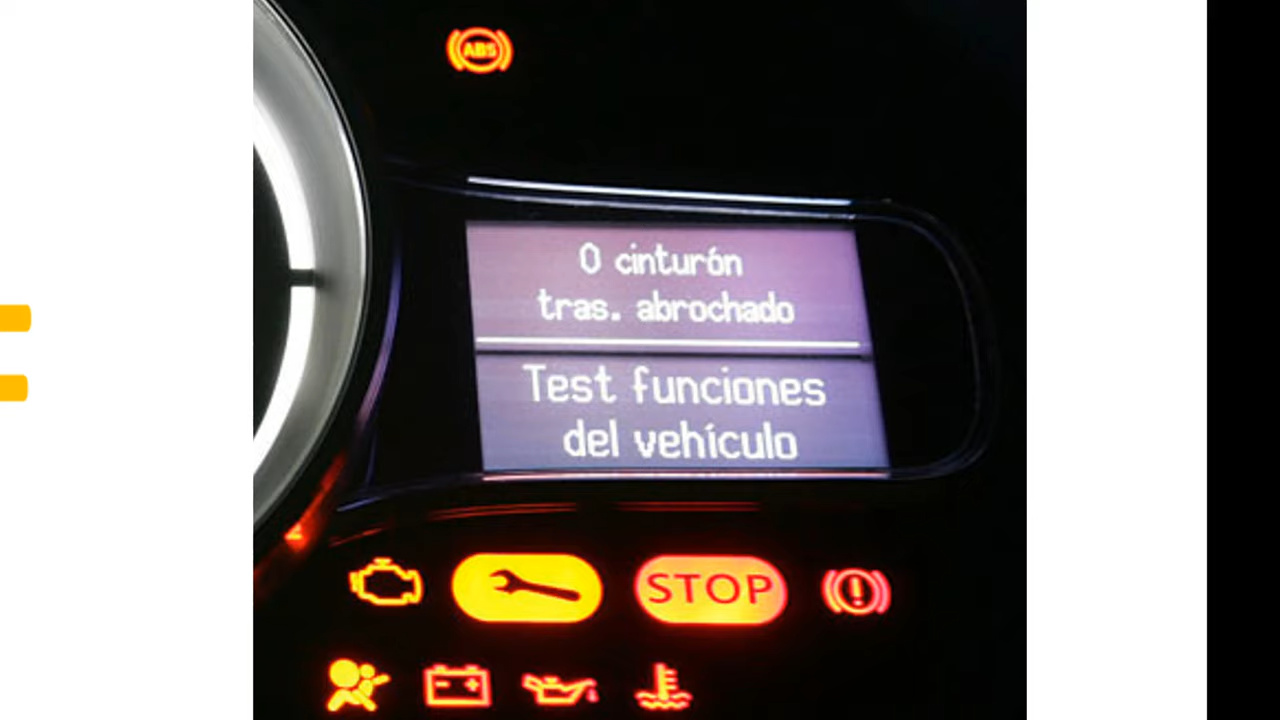 ABS
0 cinturón
tras. abrochado
Test funciones
del vehículo
STOP